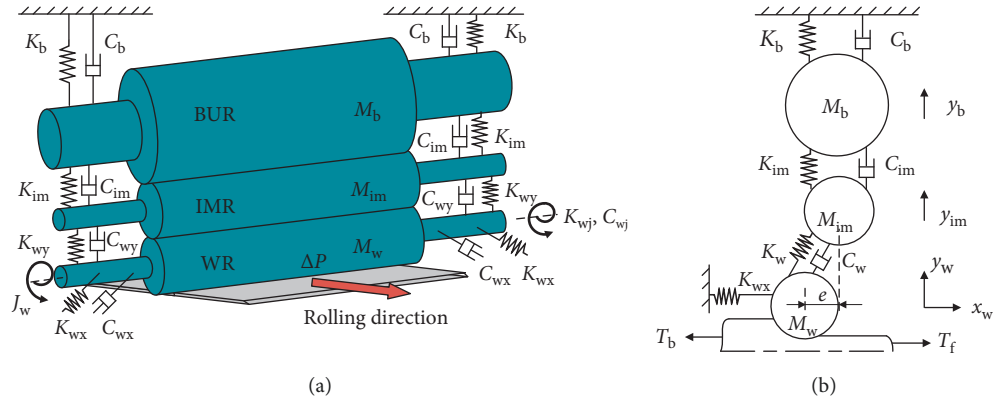 K_b
C_b
C_b
K_b
BUR
M_b
C_im
K_im
K_im
C_im
IMR
M_im
C_wy
K_wy
K_wy
C_wy
WR
M_w
K_wj, C_wj
ΔP
J_w
K_wx
C_wx
C_wx
K_wx
Rolling direction
(a)
K_b
C_b
M_b
y_b
K_im
C_im
M_im
y_im
K_w
C_w
y_w
K_wx
e
x_w
M_w
T_b
T_f
(b)